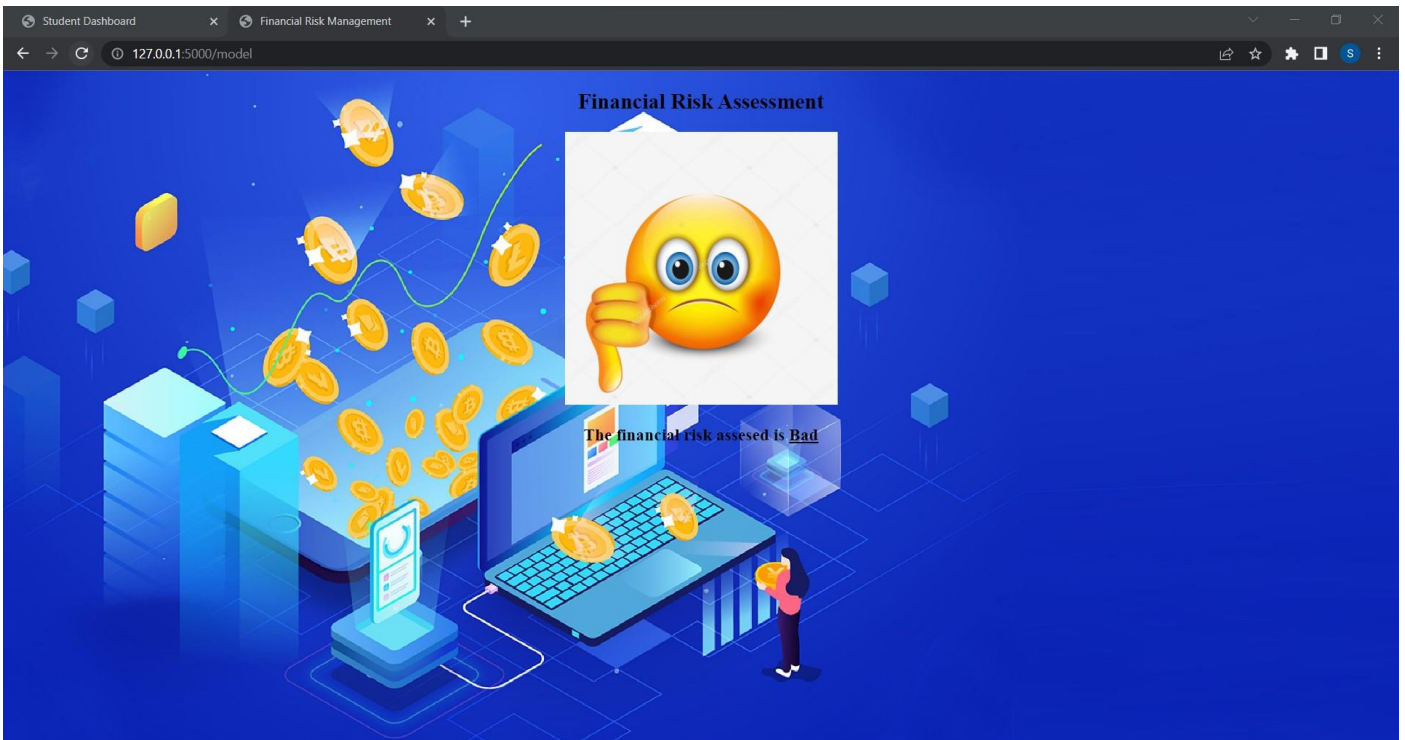 Student Dashboard
Financial Risk Management
127.0.0.1:5000/model
S
Financial Risk Assessment
The financial risk assesed is Bad